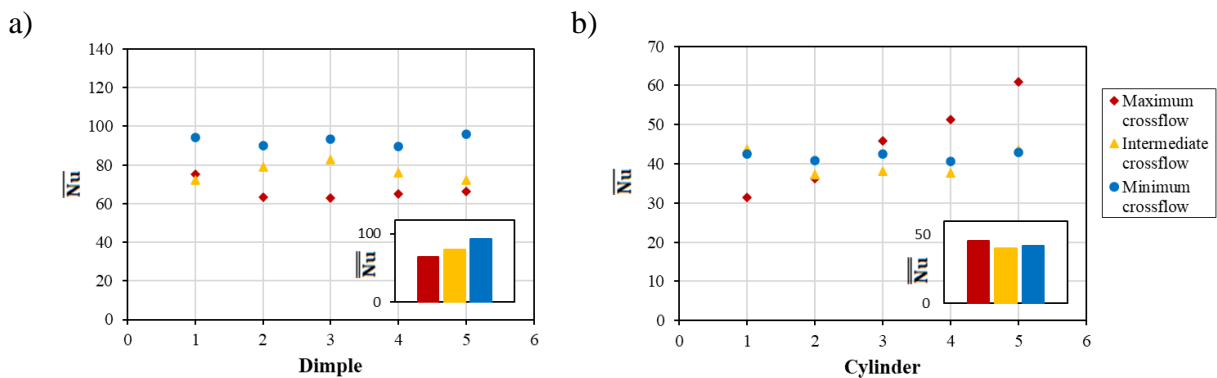 a)
140
120
100
80
60
40
20
0
Nu
100
0
Nu
0 1 2 3 4 5 6
Dimple
b)
70
60
50
40
30
20
10
0
Nu
50
0
Nu
0 1 2 3 4 5 6
Cylinder
Maximum
crossflow
Intermediate
crossflow
Minimum
crossflow